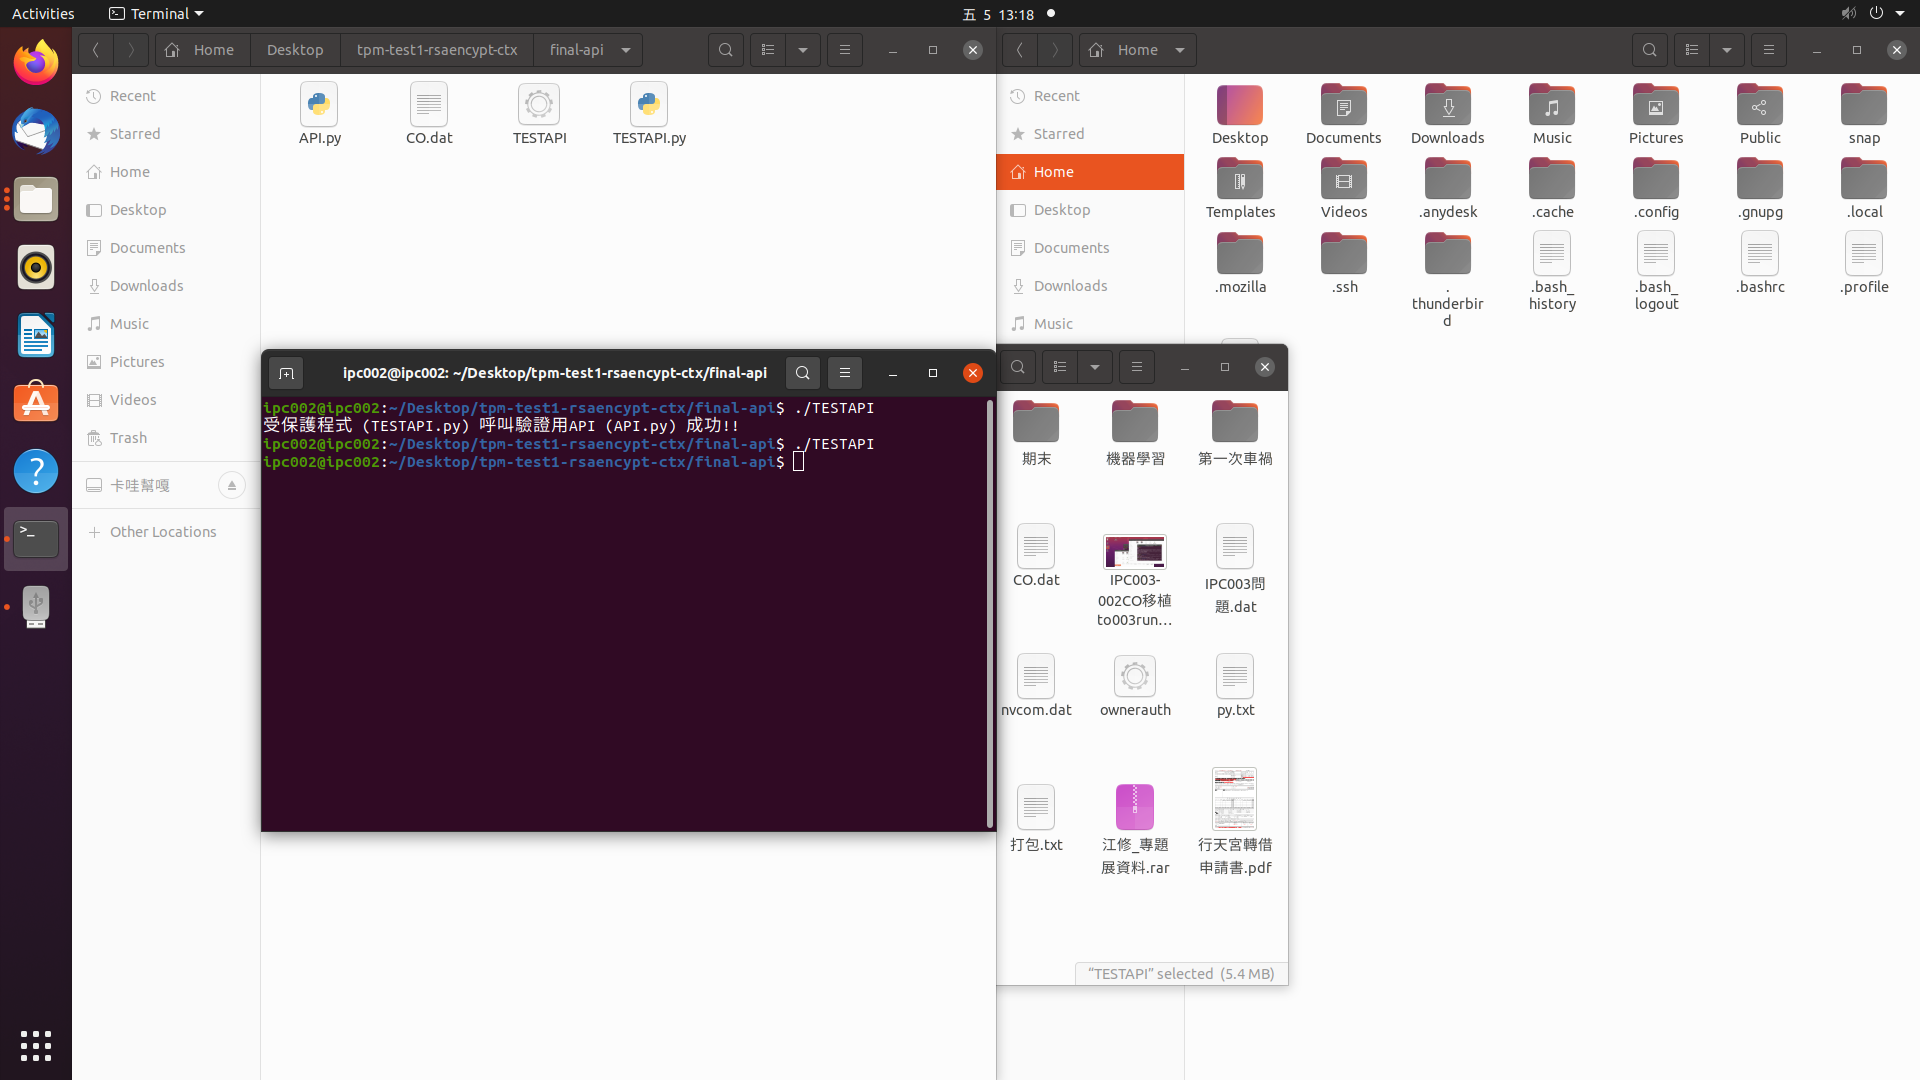 Activities
Terminal
五 5 13:18
Home
Desktop
tpm-test1-rsaencypt-ctx
final-api
Recent
Starred
Home
Desktop
Documents
Downloads
Music
Pictures
Videos
Trash
卡哇幫嘎
Other Locations
API.py
CO.dat
TESTAPI
TESTAPI.py
ipc002@ipc002: ~/Desktop/tpm-test1-rsaencypt-ctx/final-api
ipc002@ipc002:~/Desktop/tpm-test1-rsaencypt-ctx/final-api$ ./TESTAPI
受保護程式 (TESTAPI.py) 呼叫驗證用API (API.py) 成功!!
ipc002@ipc002:~/Desktop/tpm-test1-rsaencypt-ctx/final-api$ ./TESTAPI
ipc002@ipc002:~/Desktop/tpm-test1-rsaencypt-ctx/final-api$
Home
Recent
Starred
Home
Desktop
Documents
Downloads
Music
Desktop
Documents
Downloads
Music
Pictures
Public
snap
Templates
Videos
.anydesk
.cache
.config
.gnupg
.local
.mozilla
.ssh
.
thunderbir
d
.bash_
history
.bash_
logout
.bashrc
.profile
期末
機器學習
第一次車禍
CO.dat
IPC003-
002CO移植
to003run…
IPC003問
題.dat
nvcom.dat
ownerauth
py.txt
打包.txt
江修_專題
展資料.rar
行天宮轉借
申請書.pdf
“TESTAPI” selected (5.4 MB)